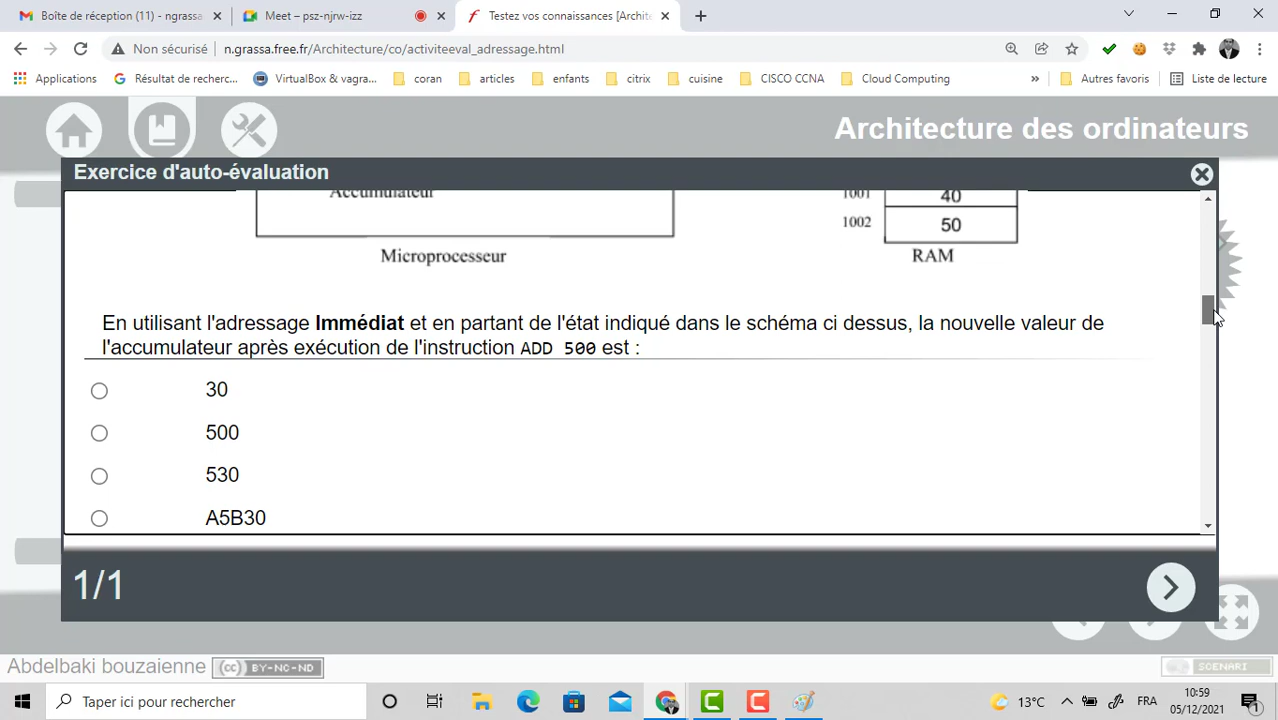 Boîte de réception (11) - ngrassa
Meet – psz-njrw-izz
Testez vos connaissances [Archit
Non sécurisé
n.grassa.free.fr/Architecture/co/activiteeval_adressage.html
Applications
Résultat de recherc...
VirtualBox & vagra...
coran
articles
enfants
citrix
cuisine
CISCO CCNA
Cloud Computing
»
Autres favoris
Liste de lecture
Architecture des ordinateurs
Exercice d'auto-évaluation
Accumulateur
1001
40
1002
50
Microprocesseur
RAM
En utilisant l'adressage Immédiat et en partant de l'état indiqué dans le schéma ci dessus, la nouvelle valeur de
l'accumulateur après exécution de l'instruction ADD 500 est :
30
500
530
A5B30
1/1
Abdelbaki bouzaienne
cc BY-NC-ND
SCENARI
Taper ici pour rechercher
13°C
FRA
10:59
05/12/2021
1